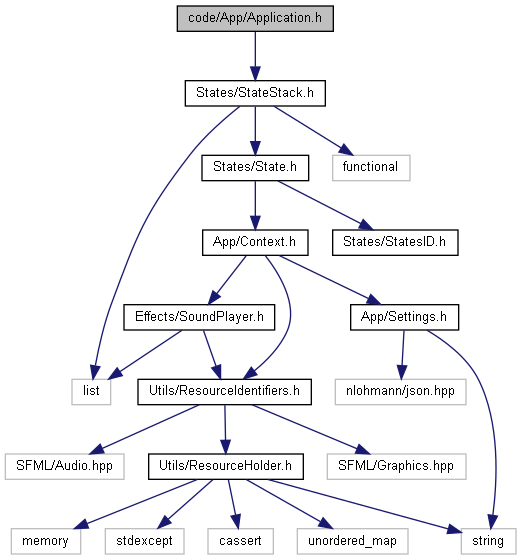 code/App/Application.h
States/StateStack.h
States/State.h
functional
App/Context.h
States/StatesID.h
Effects/SoundPlayer.h
App/Settings.h
list
Utils/ResourceIdentifiers.h
nlohmann/json.hpp
SFML/Audio.hpp
Utils/ResourceHolder.h
SFML/Graphics.hpp
memory
stdexcept
cassert
unordered_map
string